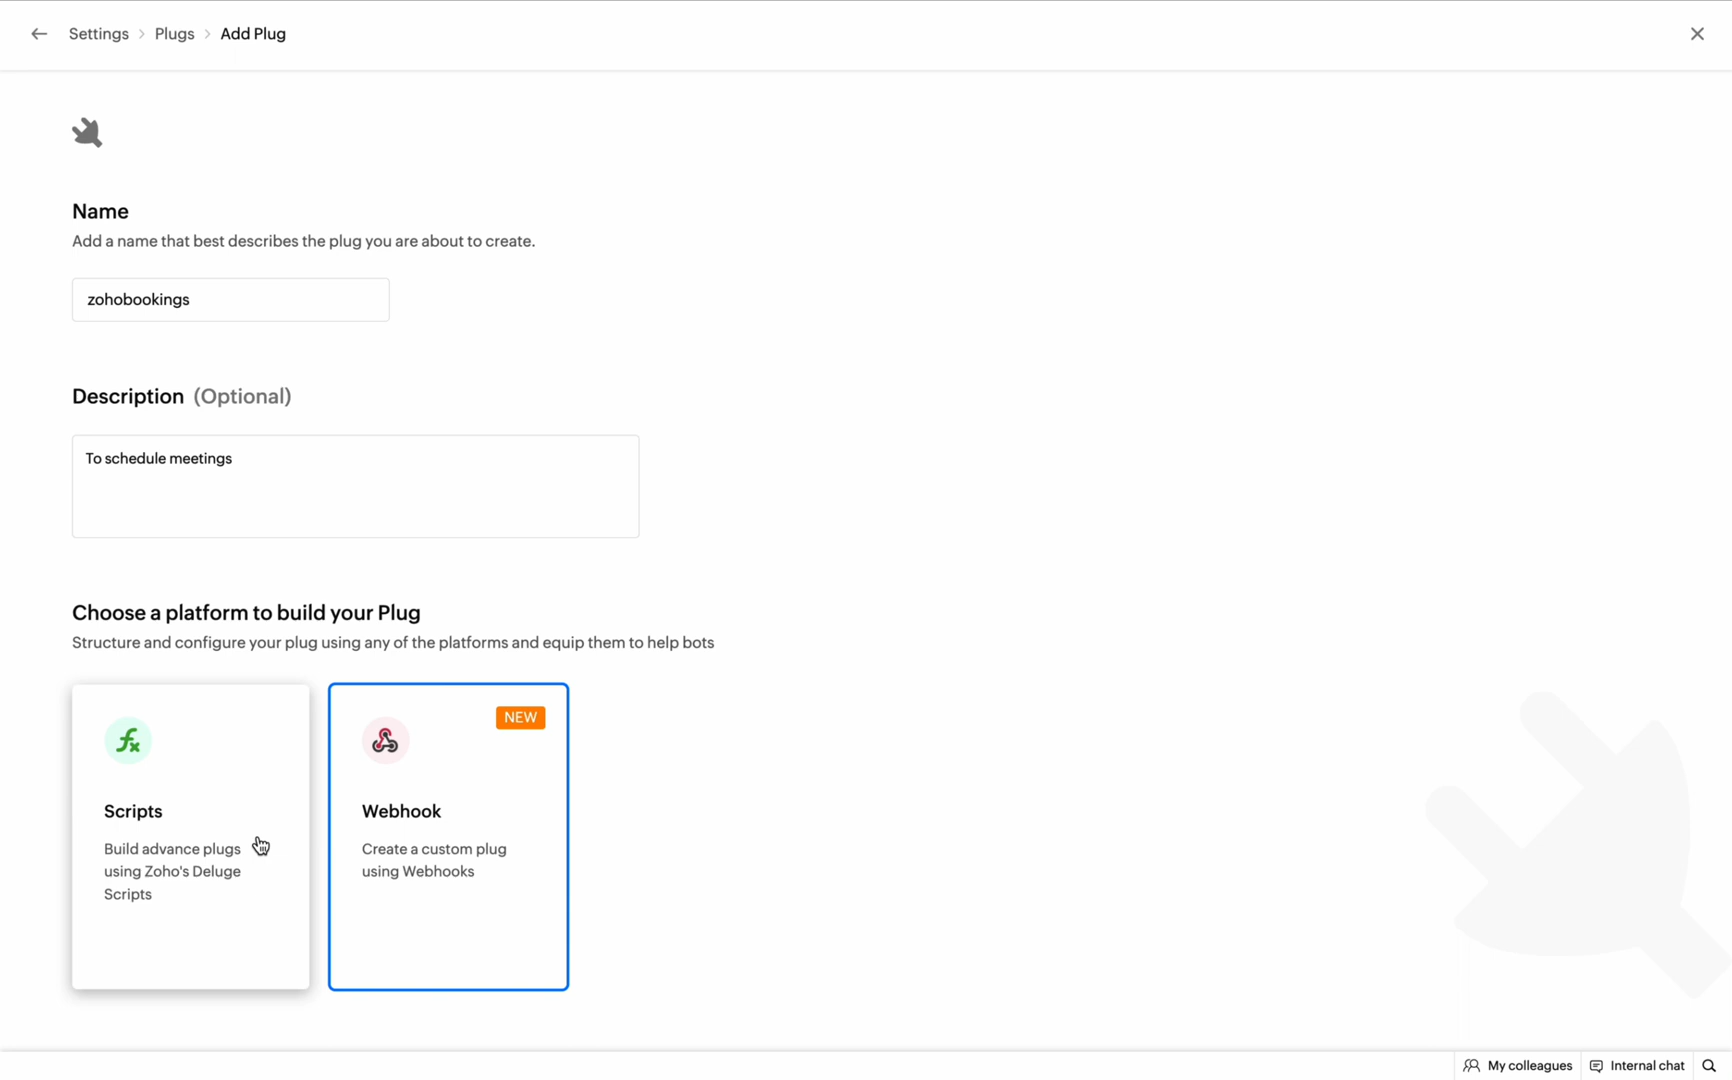 Settings > Plugs > Add Plug
Name
Add a name that best describes the plug you are about to create.
zohobookings
Description (Optional)
To schedule meetings
Choose a platform to build your Plug
Structure and configure your plug using any of the platforms and equip them to help bots
fx
Scripts
Build advance plugs
using Zoho's Deluge
Scripts
NEW
Webhook
Create a custom plug
using Webhooks
My colleagues
Internal chat